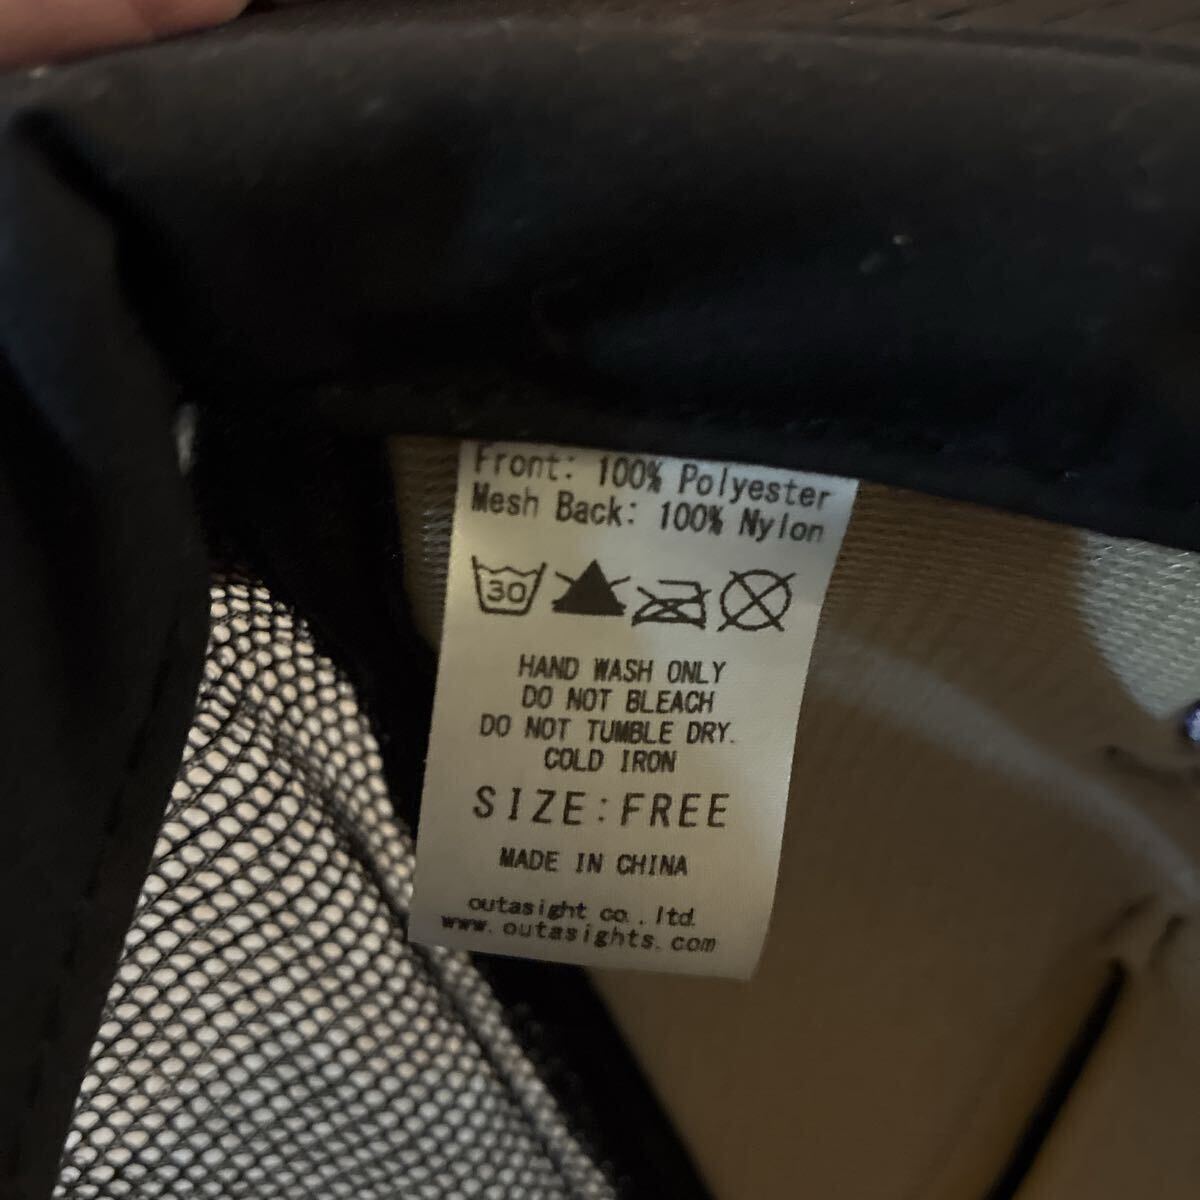 Front: 100% Polyester
Mesh Back: 100% Nylon
30
HAND WASH ONLY
DO NOT BLEACH
DO NOT TUMBLE DRY.
COLD IRON
SIZE:FREE
MADE IN CHINA
outasight co., ltd.
www.outasights.com